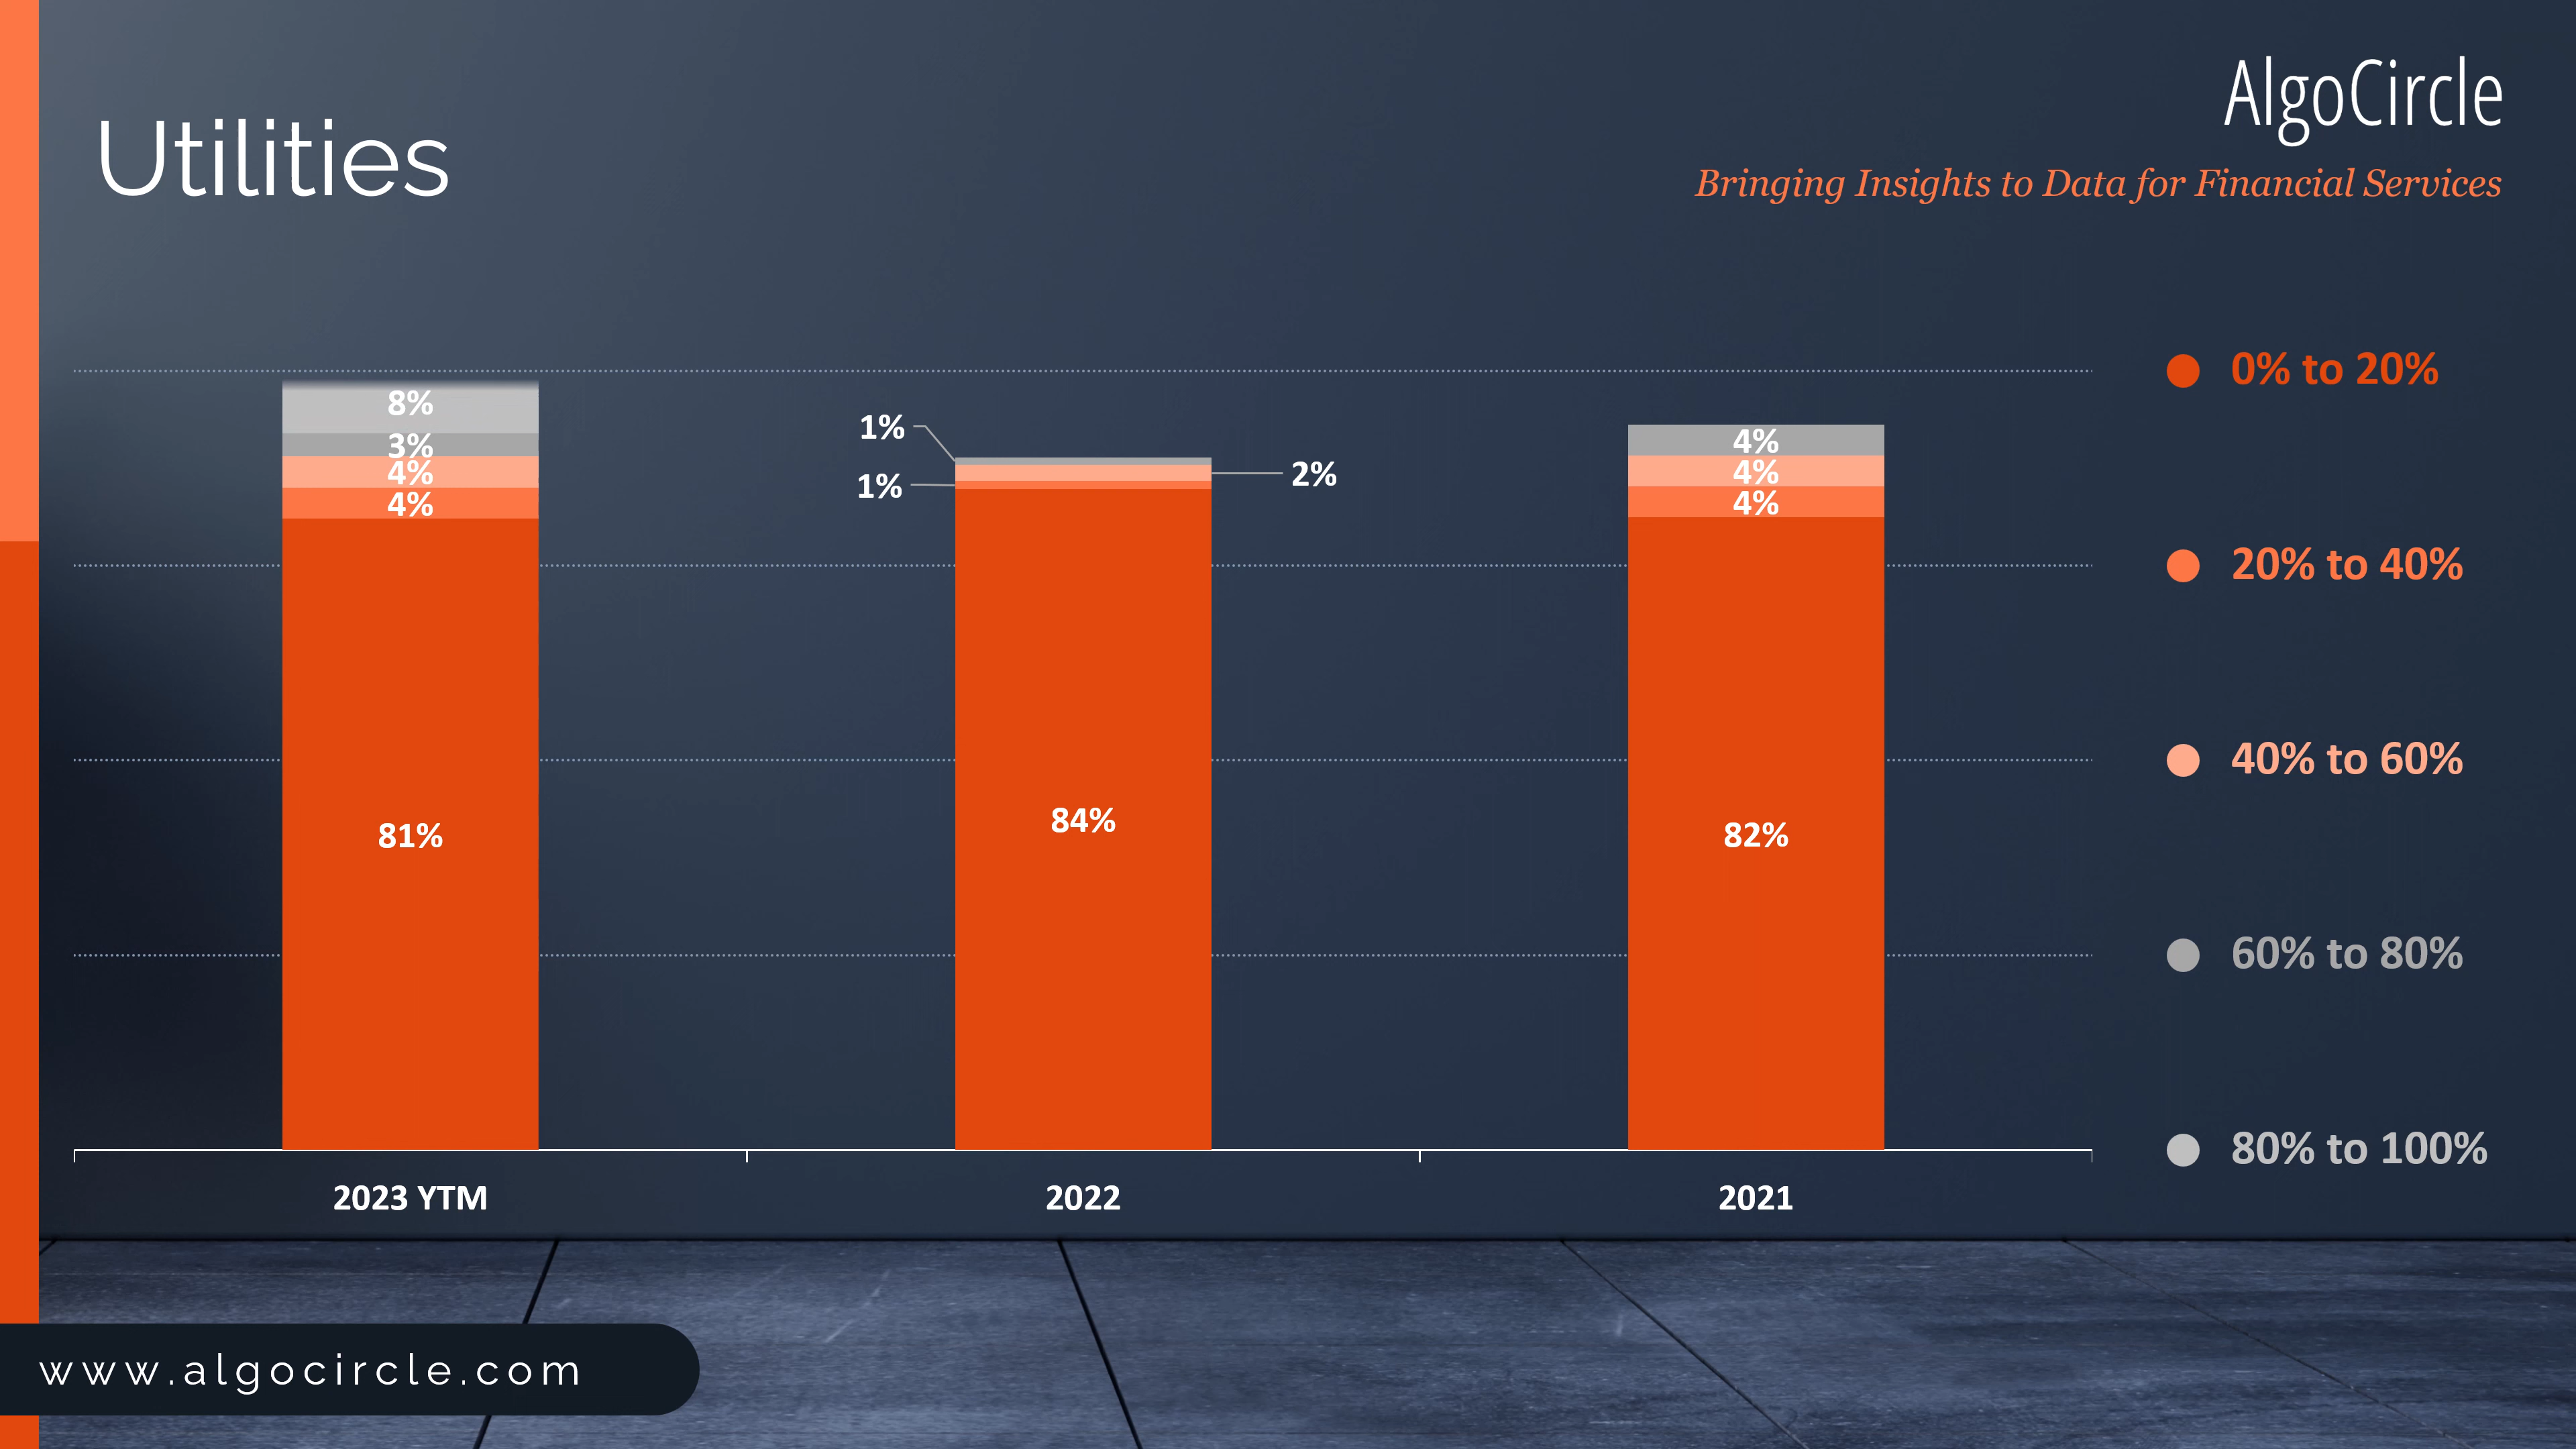 AlgoCircle
Utilities
Bringing Insights to Data for Financial Services
8%
3%
4%
4%
81%
1%
1%
2%
84%
4%
4%
4%
82%
0% to 20%
20% to 40%
40% to 60%
60% to 80%
80% to 100%
2023 YTM
2022
2021
www.algocircle.com